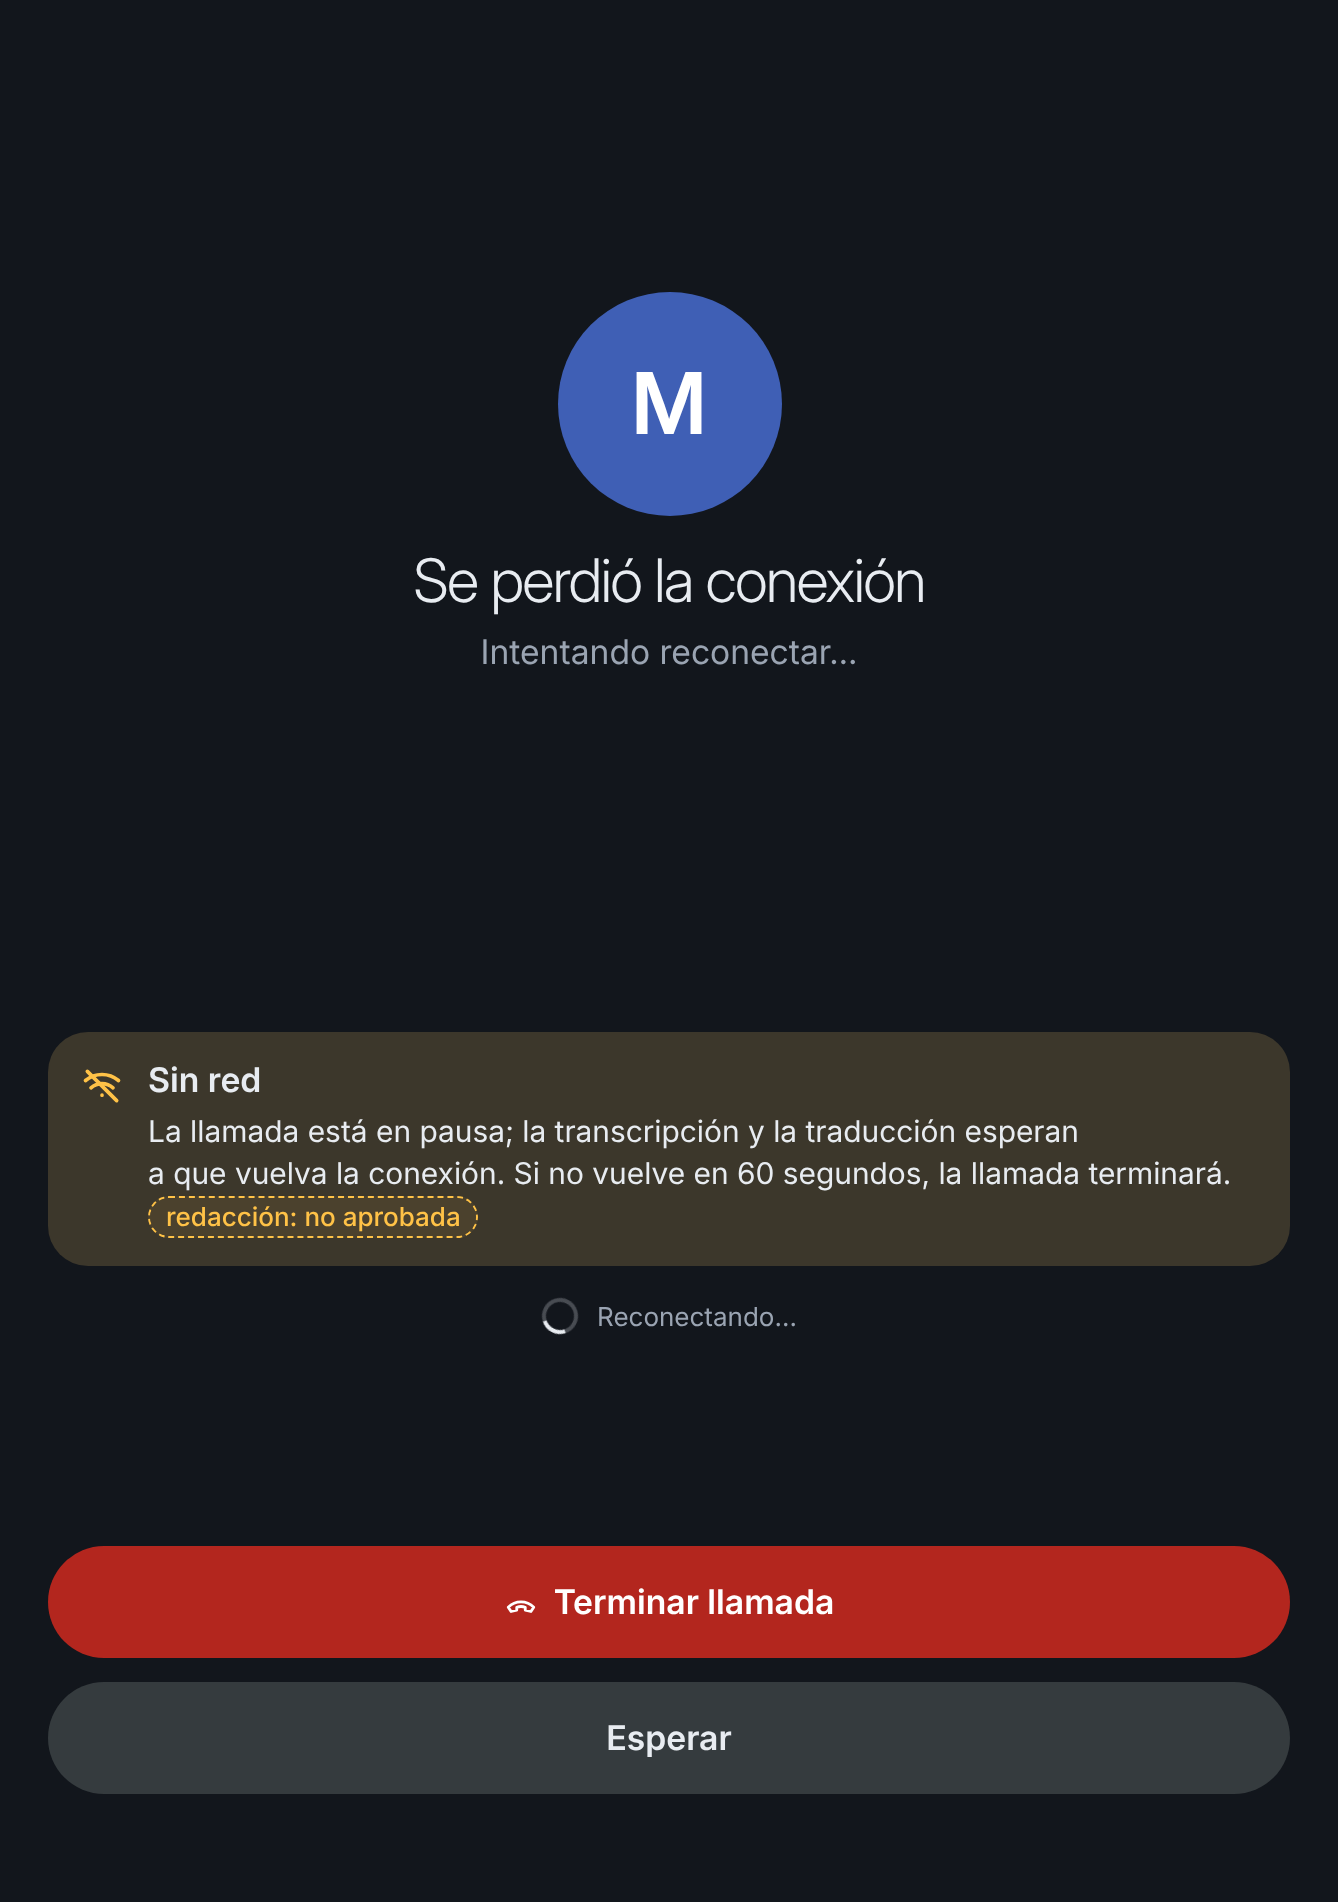 M
Se perdió la conexión
Intentando reconectar...
Sin red
La llamada está en pausa; la transcripción y la traducción esperan
a que vuelva la conexión. Si no vuelve en 60 segundos, la llamada terminará.
redacción: no aprobada
Reconectando...
Terminar llamada
Esperar